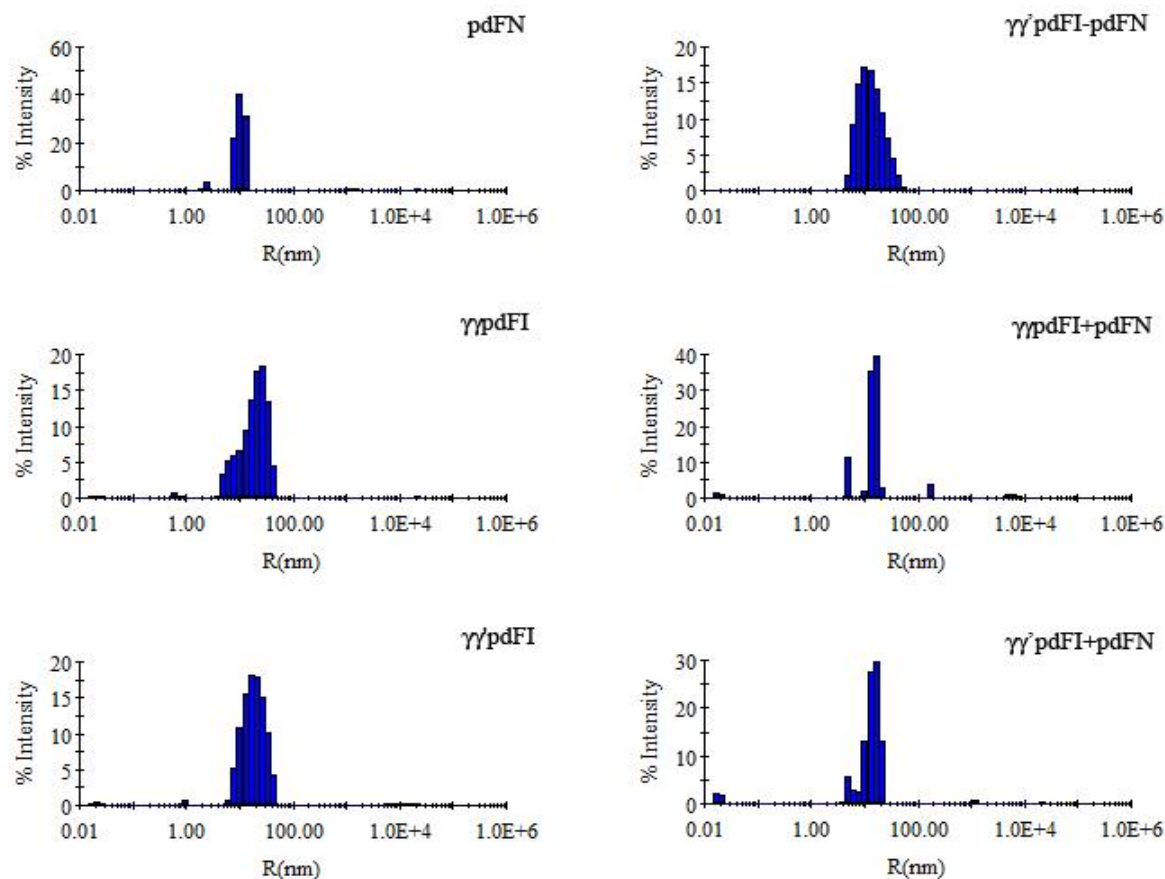 pdFN
60
40
20
0
% Intensity
0.01 1.00 100.00 1.0E+4 1.0E+6
R(nm)
γγ’pdFI-pdFN
20
15
10
5
0
% Intensity
0.01 1.00 100.00 1.0E+4 1.0E+6
R(nm)
γγpdFI
20
15
10
5
0
% Intensity
0.01 1.00 100.00 1.0E+4 1.0E+6
R(nm)
γγpdFI+pdFN
40
30
20
10
0
% Intensity
0.01 1.00 100.00 1.0E+4 1.0E+6
R(nm)
γγ'pdFI
20
15
10
5
0
% Intensity
0.01 1.00 100.00 1.0E+4 1.0E+6
R(nm)
γγ’pdFI+pdFN
30
20
10
0
% Intensity
0.01 1.00 100.00 1.0E+4 1.0E+6
R(nm)